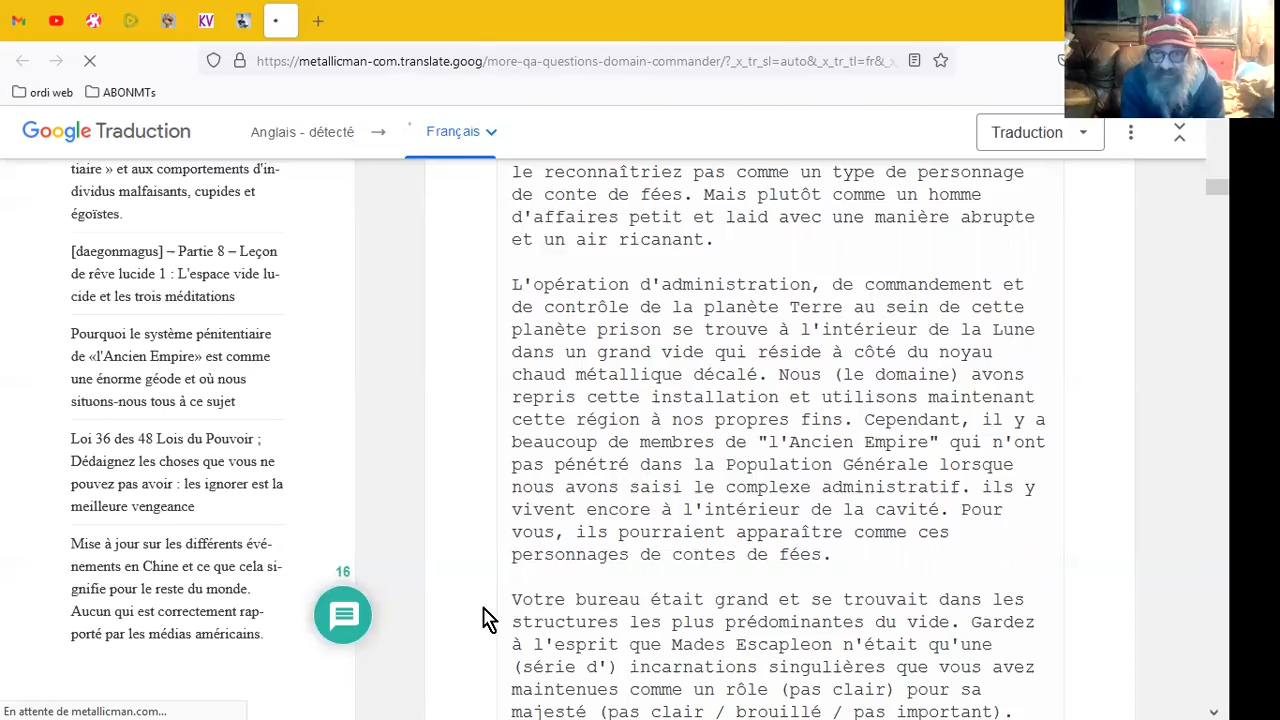 KV
https://metallicman-com.translate.goog/more-qa-questions-domain-commander/?_x_tr_sl=auto&_x_tr_tl=fr&_x_
ordi web
ABONMTs
Google Traduction
Anglais - détecté
Français
Traduction
tiaire » et aux comportements d'in-
dividus malfaisants, cupides et
égoïstes.
[daegonmagus] – Partie 8 – Leçon
de rêve lucide 1 : L'espace vide lu-
cide et les trois méditations
Pourquoi le système pénitentiaire
de «l'Ancien Empire» est comme
une énorme géode et où nous
situons-nous tous à ce sujet
Loi 36 des 48 Lois du Pouvoir ;
Dédaignez les choses que vous ne
pouvez pas avoir : les ignorer est la
meilleure vengeance
Mise à jour sur les différents évé-
nements en Chine et ce que cela si-
gnifie pour le reste du monde.
Aucun qui est correctement rap-
porté par les médias américains.
16
le reconnaîtriez pas comme un type de personnage
de conte de fées. Mais plutôt comme un homme
d'affaires petit et laid avec une manière abrupte
et un air ricanant.
L'opération d'administration, de commandement et
de contrôle de la planète Terre au sein de cette
planète prison se trouve à l'intérieur de la Lune
dans un grand vide qui réside à côté du noyau
chaud métallique décalé. Nous (le domaine) avons
repris cette installation et utilisons maintenant
cette région à nos propres fins. Cependant, il y a
beaucoup de membres de "l'Ancien Empire" qui n'ont
pas pénétré dans la Population Générale lorsque
nous avons saisi le complexe administratif. ils y
vivent encore à l'intérieur de la cavité. Pour
vous, ils pourraient apparaître comme ces
personnages de contes de fées.
Votre bureau était grand et se trouvait dans les
structures les plus prédominantes du vide. Gardez
à l'esprit que Mades Escapleon n'était qu'une
(série d') incarnations singulières que vous avez
maintenues comme un rôle (pas clair) pour sa
majesté (pas clair / brouillé / pas important).
En attente de metallicman.com...